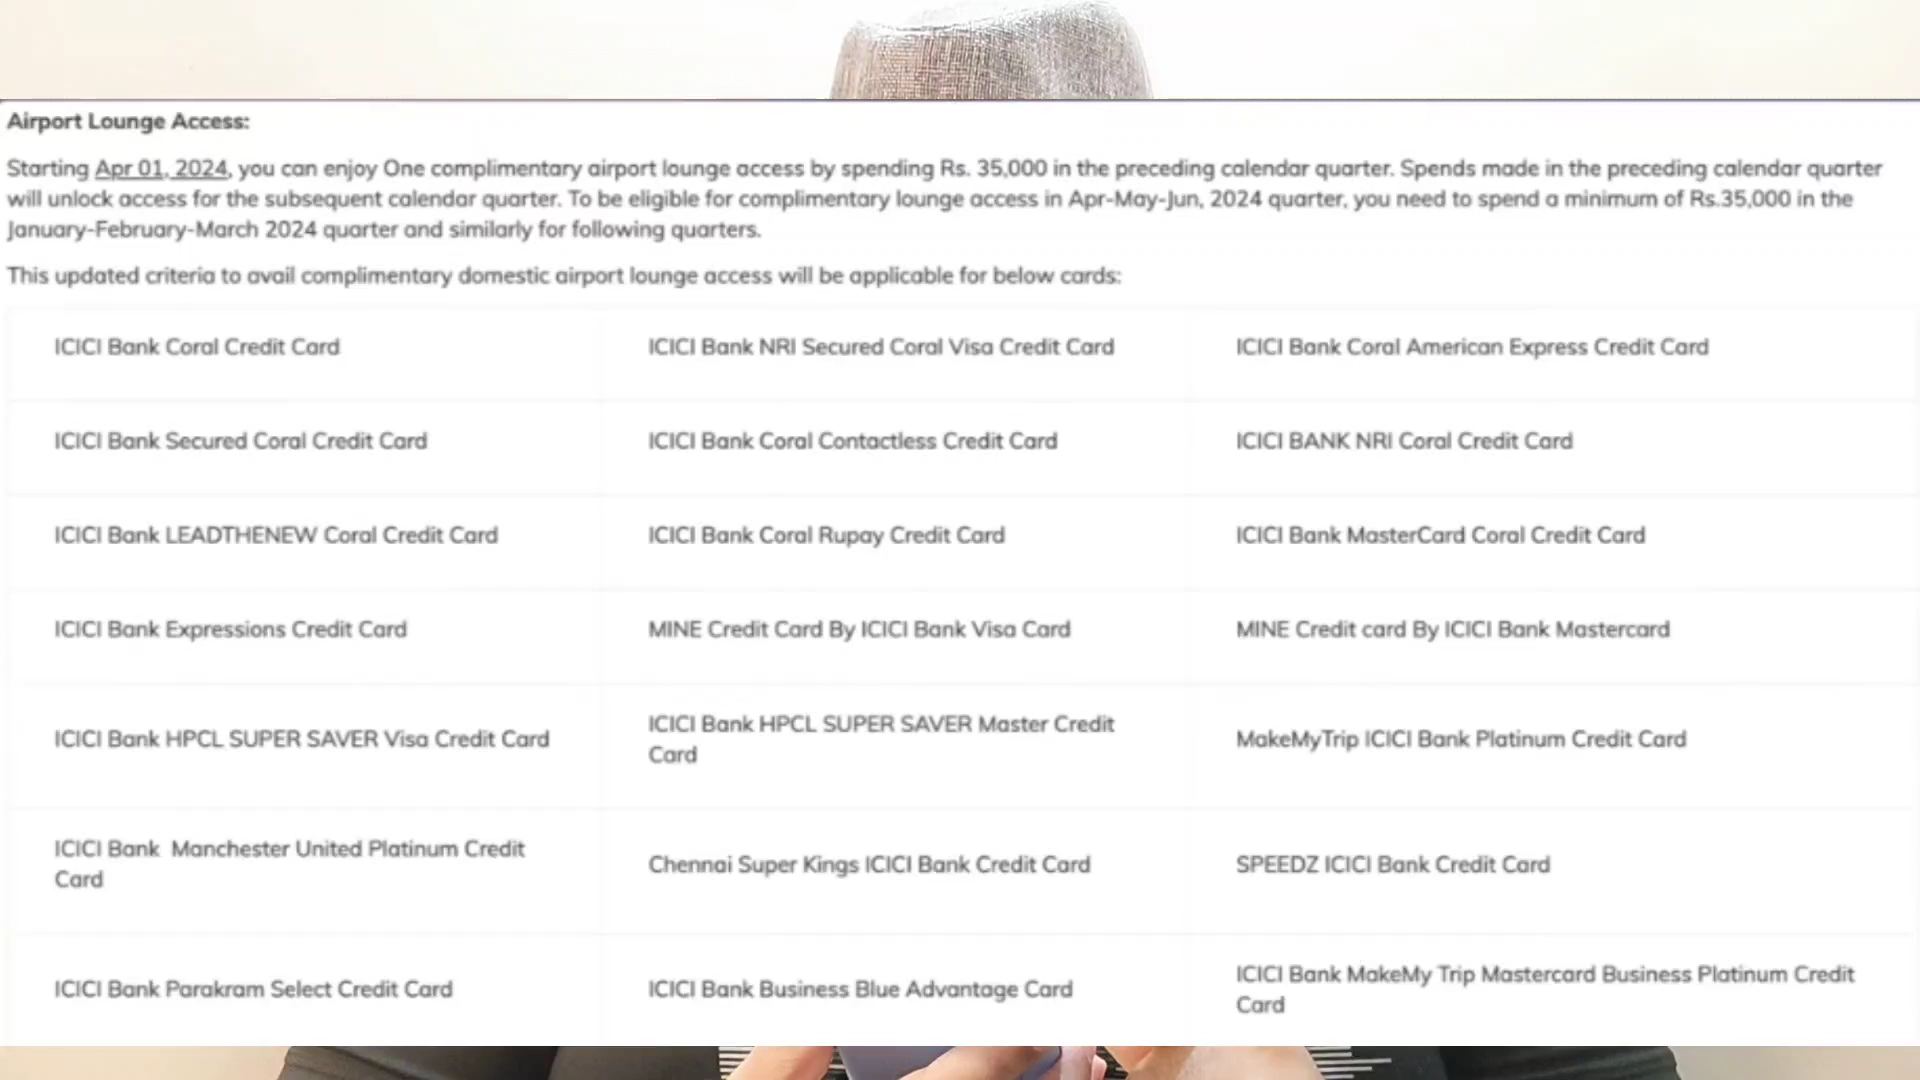 Airport Lounge Access:
Starting Apr 01, 2024, you can enjoy One complimentary airport lounge access by spending Rs. 35,000 in the preceding calendar quarter. Spends made in the preceding calendar quarter
will unlock access for the subsequent calendar quarter. To be eligible for complimentary lounge access in Apr-May-Jun, 2024 quarter, you need to spend a minimum of Rs.35,000 in the
January-February-March 2024 quarter and similarly for following quarters.
This updated criteria to avail complimentary domestic airport lounge access will be applicable for below cards:
ICICI Bank Coral Credit Card
ICICI Bank NRI Secured Coral Visa Credit Card
ICICI Bank Coral American Express Credit Card
ICICI Bank Secured Coral Credit Card
ICICI Bank Coral Contactless Credit Card
ICICI BANK NRI Coral Credit Card
ICICI Bank LEADTHENEW Coral Credit Card
ICICI Bank Coral Rupay Credit Card
ICICI Bank MasterCard Coral Credit Card
ICICI Bank Expressions Credit Card
MINE Credit Card By ICICI Bank Visa Card
MINE Credit card By ICICI Bank Mastercard
ICICI Bank HPCL SUPER SAVER Visa Credit Card
ICICI Bank HPCL SUPER SAVER Master Credit
Card
MakeMyTrip ICICI Bank Platinum Credit Card
ICICI Bank  Manchester United Platinum Credit
Card
Chennai Super Kings ICICI Bank Credit Card
SPEEDZ ICICI Bank Credit Card
ICICI Bank Parakram Select Credit Card
ICICI Bank Business Blue Advantage Card
ICICI Bank MakeMy Trip Mastercard Business Platinum Credit
Card